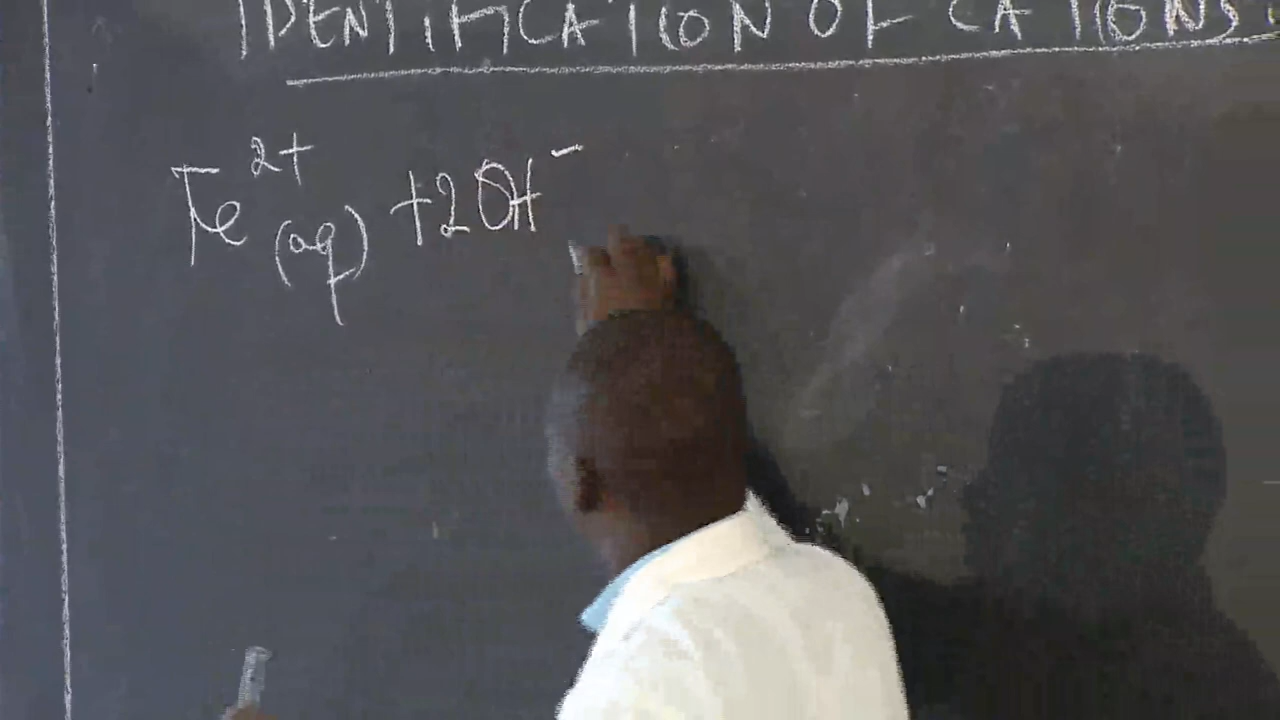 IDENTIFICATION OF CATIONS
Fe²⁺(aq) + 2OH⁻